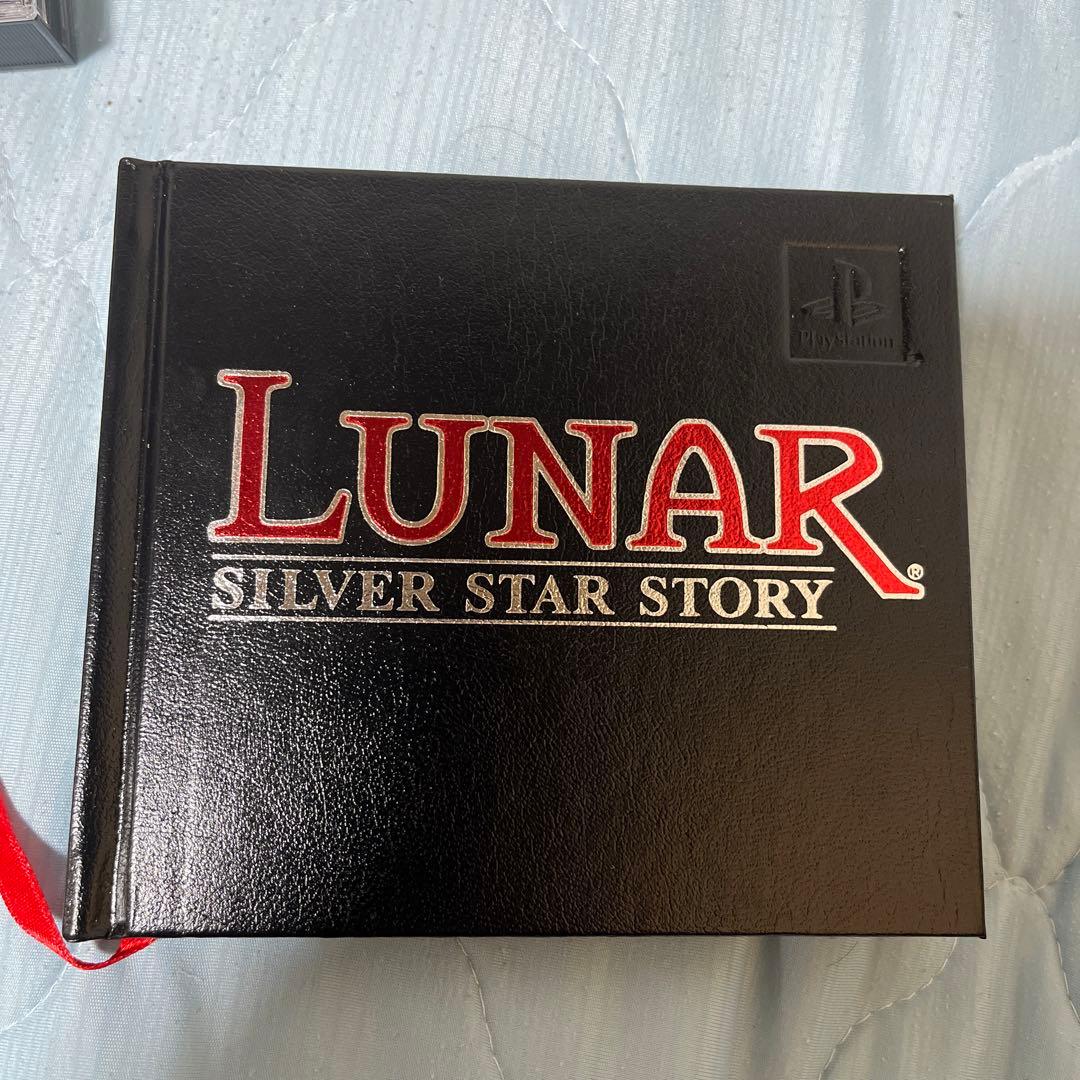 PlayStation
LUNAR
®
SILVER STAR STORY